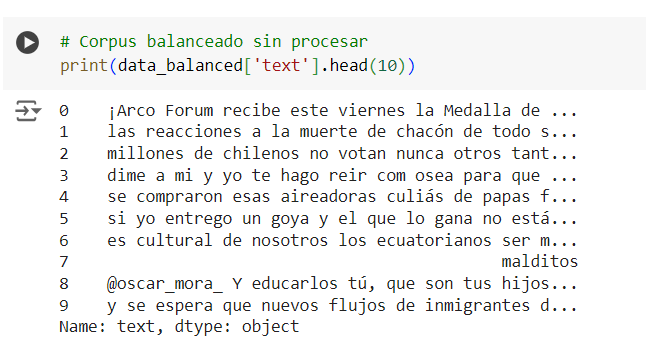 # Corpus balanceado sin procesar
print(data_balanced['text'].head(10))
0 ¡Arco Forum recibe este viernes la Medalla de ...
1 las reacciones a la muerte de chacón de todo s...
2 millones de chilenos no votan nunca otros tant...
3 dime a mi y yo te hago reir com osea para que ...
4 se compraron esas aireadoras culiás de papas f...
5 si yo entrego un goya y el que lo gana no está...
6 es cultural de nosotros los ecuatorianos ser m...
7 malditos
8 @oscar_mora_ Y educarlos tú, que son tus hijos...
9 y se espera que nuevos flujos de inmigrantes d...
Name: text, dtype: object